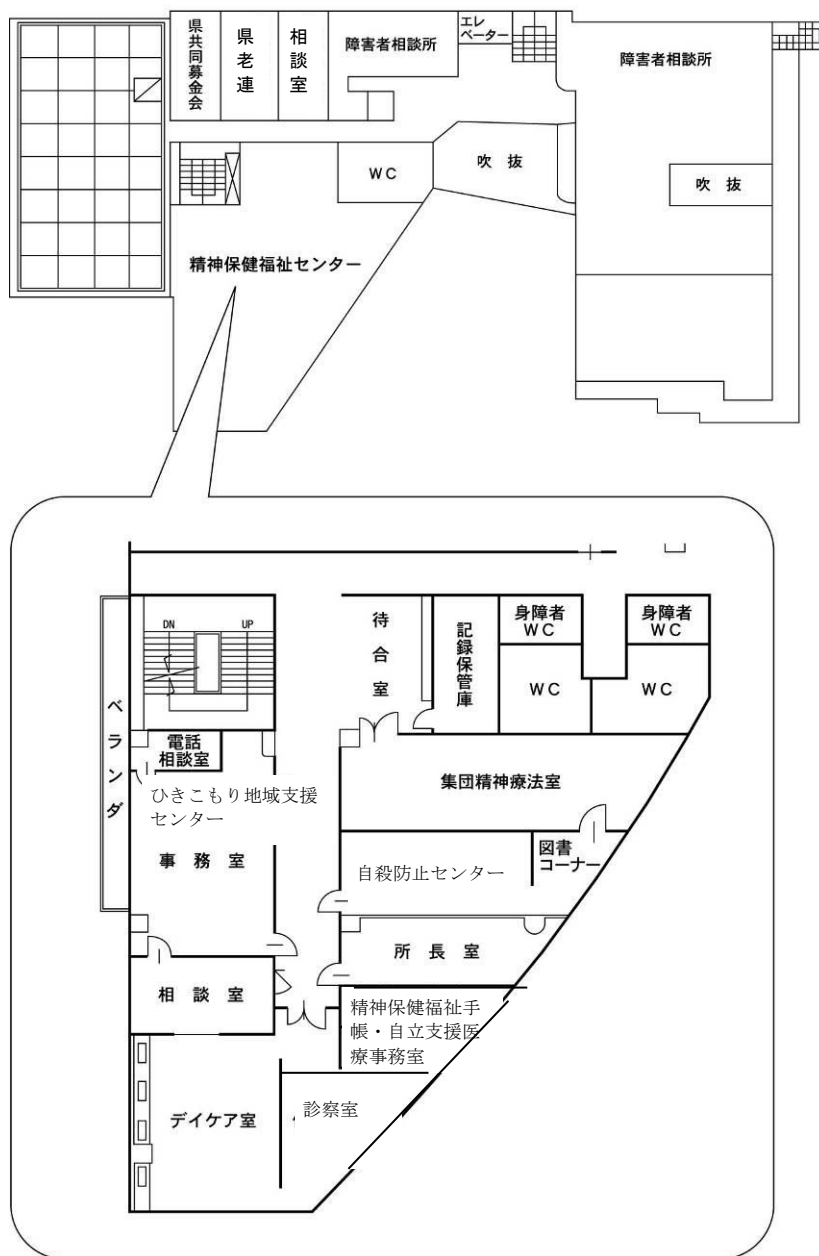 県共同募金会
県老連
相談室
障害者相談所
エレ
ベーター
障害者相談所
WC
吹抜
吹抜
精神保健福祉センター
DN
UP
待合室
記録保管庫
身障者
WC
身障者
WC
WC
WC
ベランダ
電話
相談室
集団精神療法室
ひきこもり地域支援
センター
事務室
自殺防止センター
図書
コーナー
所長室
相談室
精神保健福祉手
帳・自立支援医
療事務室
診察室
デイケア室